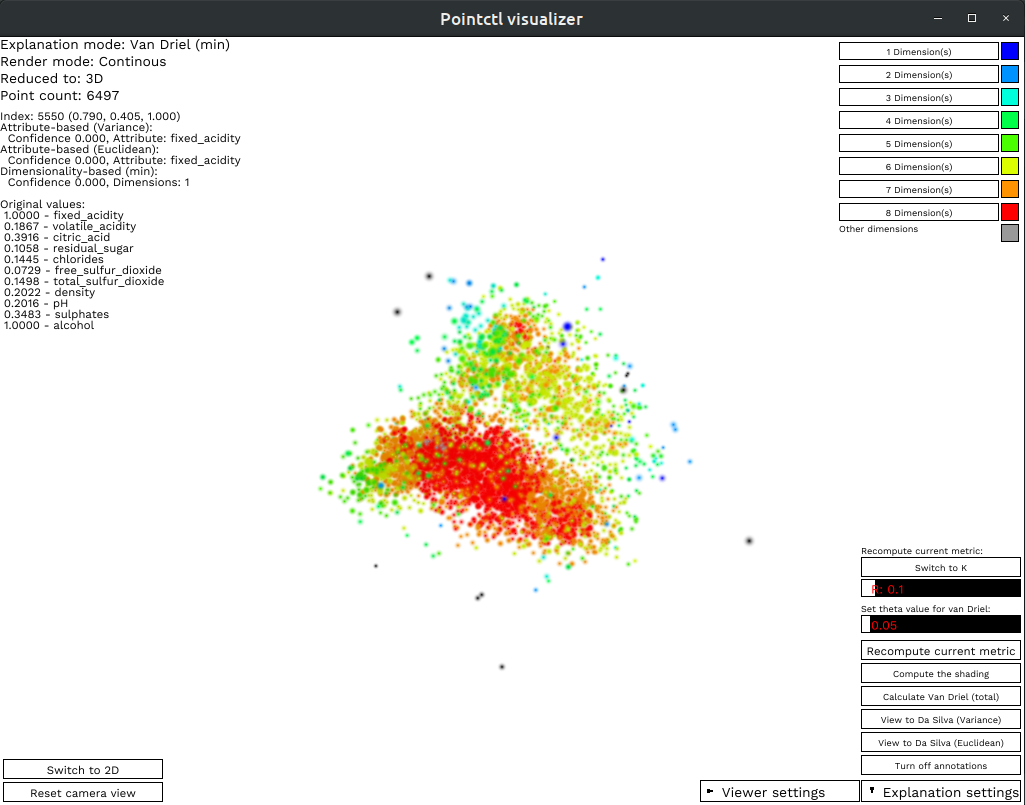 Pointctl visualizer
Explanation mode: Van Driel (min)
Render mode: Continous
Reduced to: 3D
Point count: 6497
Index: 5550 (0.790, 0.405, 1.000)
Attribute-based (Variance):
Confidence 0.000, Attribute: fixed_acidity
Attribute-based (Euclidean):
Confidence 0.000, Attribute: fixed_acidity
Dimensionality-based (min):
Confidence 0.000, Dimensions: 1
Original values:
1.0000 - fixed_acidity
0.1867 - volatile_acidity
0.3916 - citric_acid
0.1058 - residual_sugar
0.1445 - chlorides
0.0729 - free_sulfur_dioxide
0.1498 - total_sulfur_dioxide
0.2022 - density
0.2016 - pH
0.3483 - sulphates
1.0000 - alcohol
1 Dimension(s)
2 Dimension(s)
3 Dimension(s)
4 Dimension(s)
5 Dimension(s)
6 Dimension(s)
7 Dimension(s)
8 Dimension(s)
Other dimensions
Recompute current metric:
Switch to K
R: 0.1
Set theta value for van Driel:
0.05
Recompute current metric
Compute the shading
Calculate Van Driel (total)
View to Da Silva (Variance)
View to Da Silva (Euclidean)
Turn off annotations
Switch to 2D
Reset camera view
Viewer settings
Explanation settings